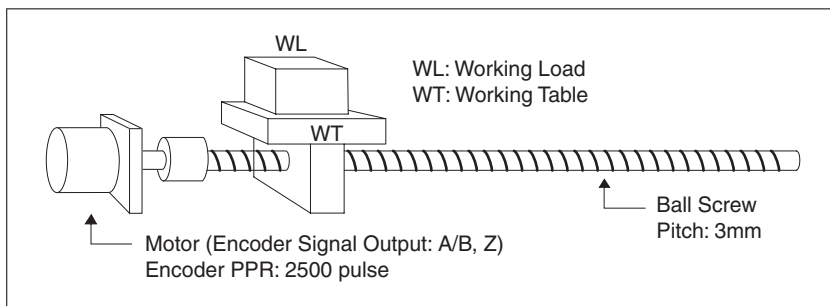 WL
WL: Working Load
WT: Working Table
WT
Ball Screw
Pitch: 3mm
Motor (Encoder Signal Output: A/B, Z)
Encoder PPR: 2500 pulse